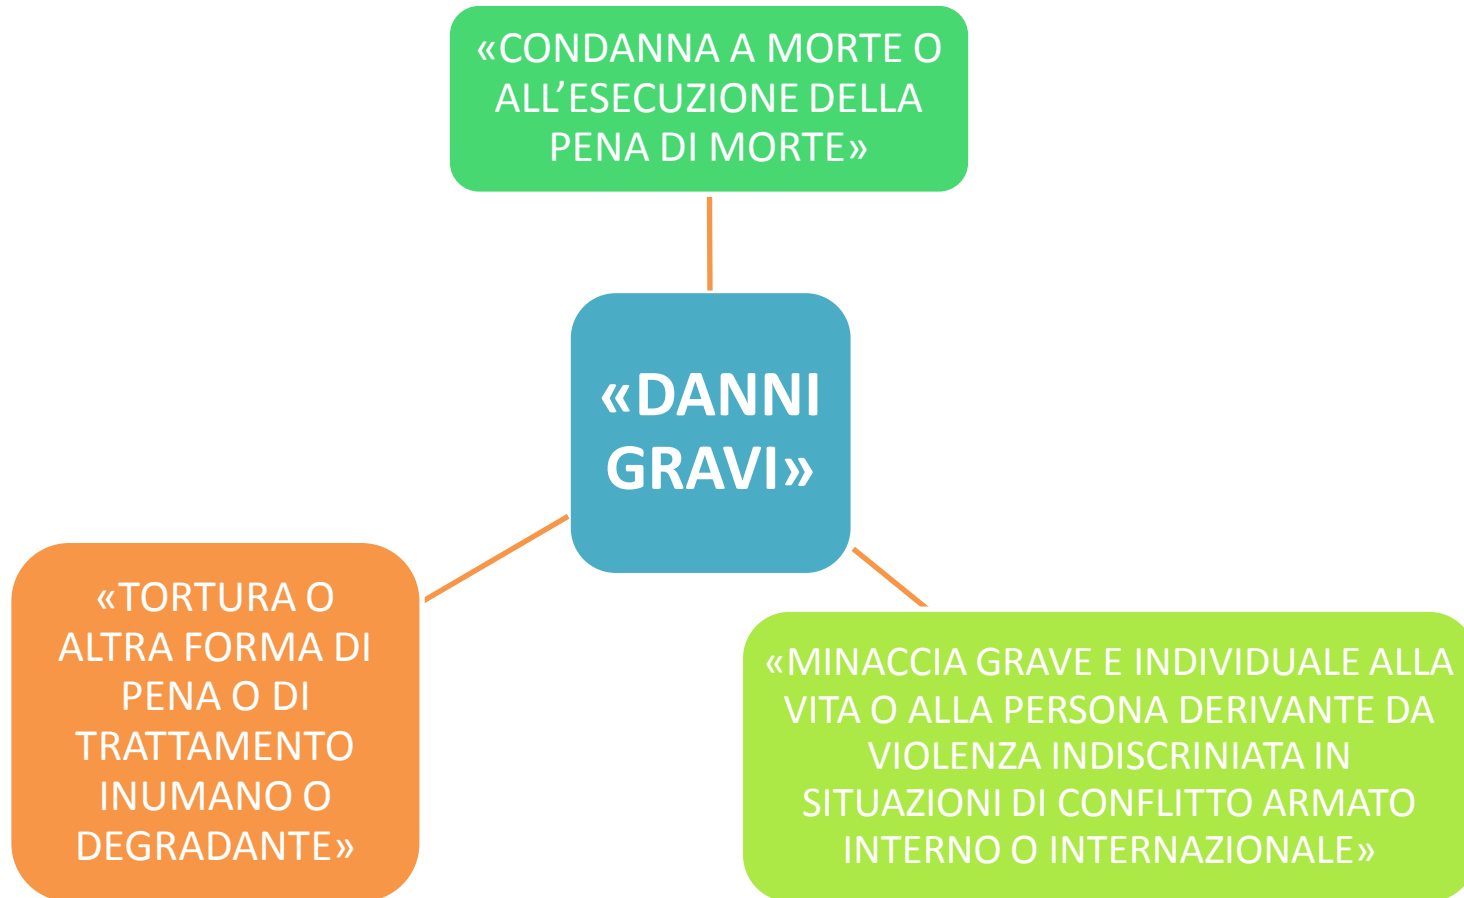 «CONDANNA A MORTE O
ALL’ESECUZIONE DELLA
PENA DI MORTE»
«DANNI
GRAVI»
«TORTURA O
ALTRA FORMA DI
PENA O DI
TRATTAMENTO
INUMANO O
DEGRADANTE»
«MINACCIA GRAVE E INDIVIDUALE ALLA
VITA O ALLA PERSONA DERIVANTE DA
VIOLENZA INDISCRINIATA IN
SITUAZIONI DI CONFLITTO ARMATO
INTERNO O INTERNAZIONALE»